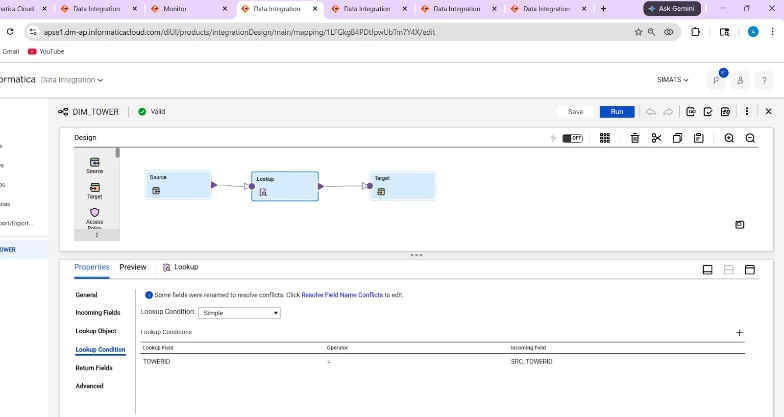 matica Cloud
Data Integration
Monitor
Data Integration
Data Integration
Data Integration
Data Integration
Ask Gemini
apse1.dm-ap.informaticacloud.com/diUI/products/integrationDesign/main/mapping/1LFGkgB4PDtfpwUbTm7Y4X/edit
A
Gmail
YouTube
ormatica
Data Integration
SIMATS
?
DIM_TOWER
Valid
Save
Run
port/Export...
OWER
Design
OFF
Source
Target
Access
Policy
Source
Lookup
Target
Properties
Preview
Lookup
General
Incoming Fields
Lookup Object
Lookup Condition
Return Fields
Advanced
Some fields were renamed to resolve conflicts. Click Resolve Field Name Conflicts to edit.
Lookup Condition:
Simple
Lookup Conditions
Lookup Field
Operator
Incoming Field
TOWERID
=
SRC_TOWERID